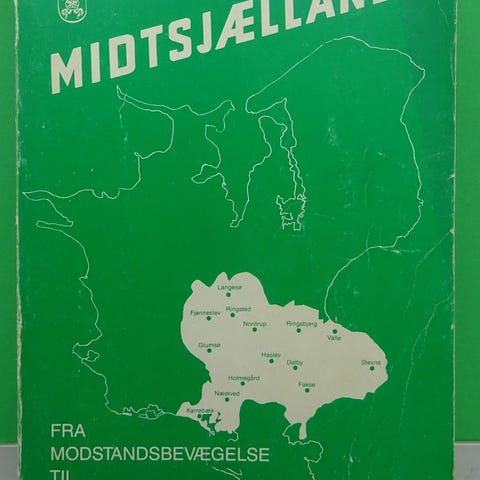 MIDTSJÆLLAND
Langesø
Ringsted
Fjenneslev
Nordrup
Ringsbjerg
Vallø
Glumsø
Haslev
Dalby
Stevns
Holmegård
Fakse
Næstved
Karrebæk
FRA
MODSTANDSBEVÆGELSE
TIL